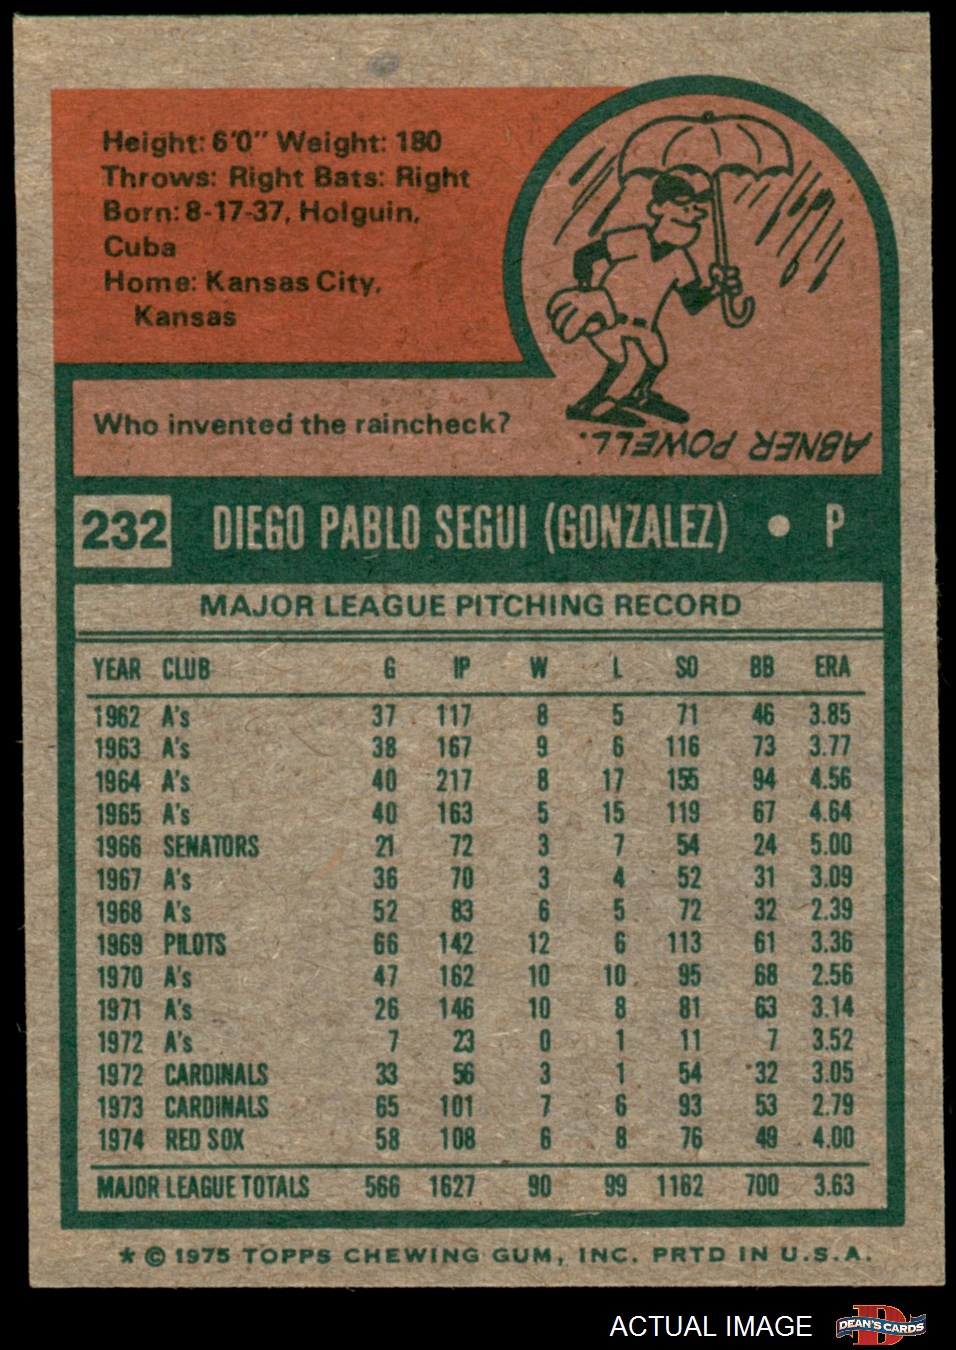 Height: 6'0" Weight: 180
Throws: Right Bats: Right
Born: 8-17-37, Holguin,
Cuba
Home: Kansas City,
Kansas
Who invented the raincheck?
ABNER POWELL.
232 DIEGO PABLO SEGUI (GONZALEZ) • P
MAJOR LEAGUE PITCHING RECORD
YEAR CLUB G IP W L SO BB ERA
1962 A's 37 117 8 5 71 46 3.85
1963 A's 38 167 9 6 116 73 3.77
1964 A's 40 217 8 17 155 94 4.56
1965 A's 40 163 5 15 119 67 4.64
1966 SENATORS 21 72 3 7 54 24 5.00
1967 A's 36 70 3 4 52 31 3.09
1968 A's 52 83 6 5 72 32 2.39
1969 PILOTS 66 142 12 6 113 61 3.36
1970 A's 47 162 10 10 95 68 2.56
1971 A's 26 146 10 8 81 63 3.14
1972 A's 7 23 0 1 11 7 3.52
1972 CARDINALS 33 56 3 1 54 32 3.05
1973 CARDINALS 65 101 7 6 93 53 2.79
1974 RED SOX 58 108 6 8 76 49 4.00
MAJOR LEAGUE TOTALS 566 1627 90 99 1162 700 3.63
* © 1975 TOPPS CHEWING GUM, INC. PRTD IN U.S.A.
ACTUAL IMAGE D DEAN'S CARDS